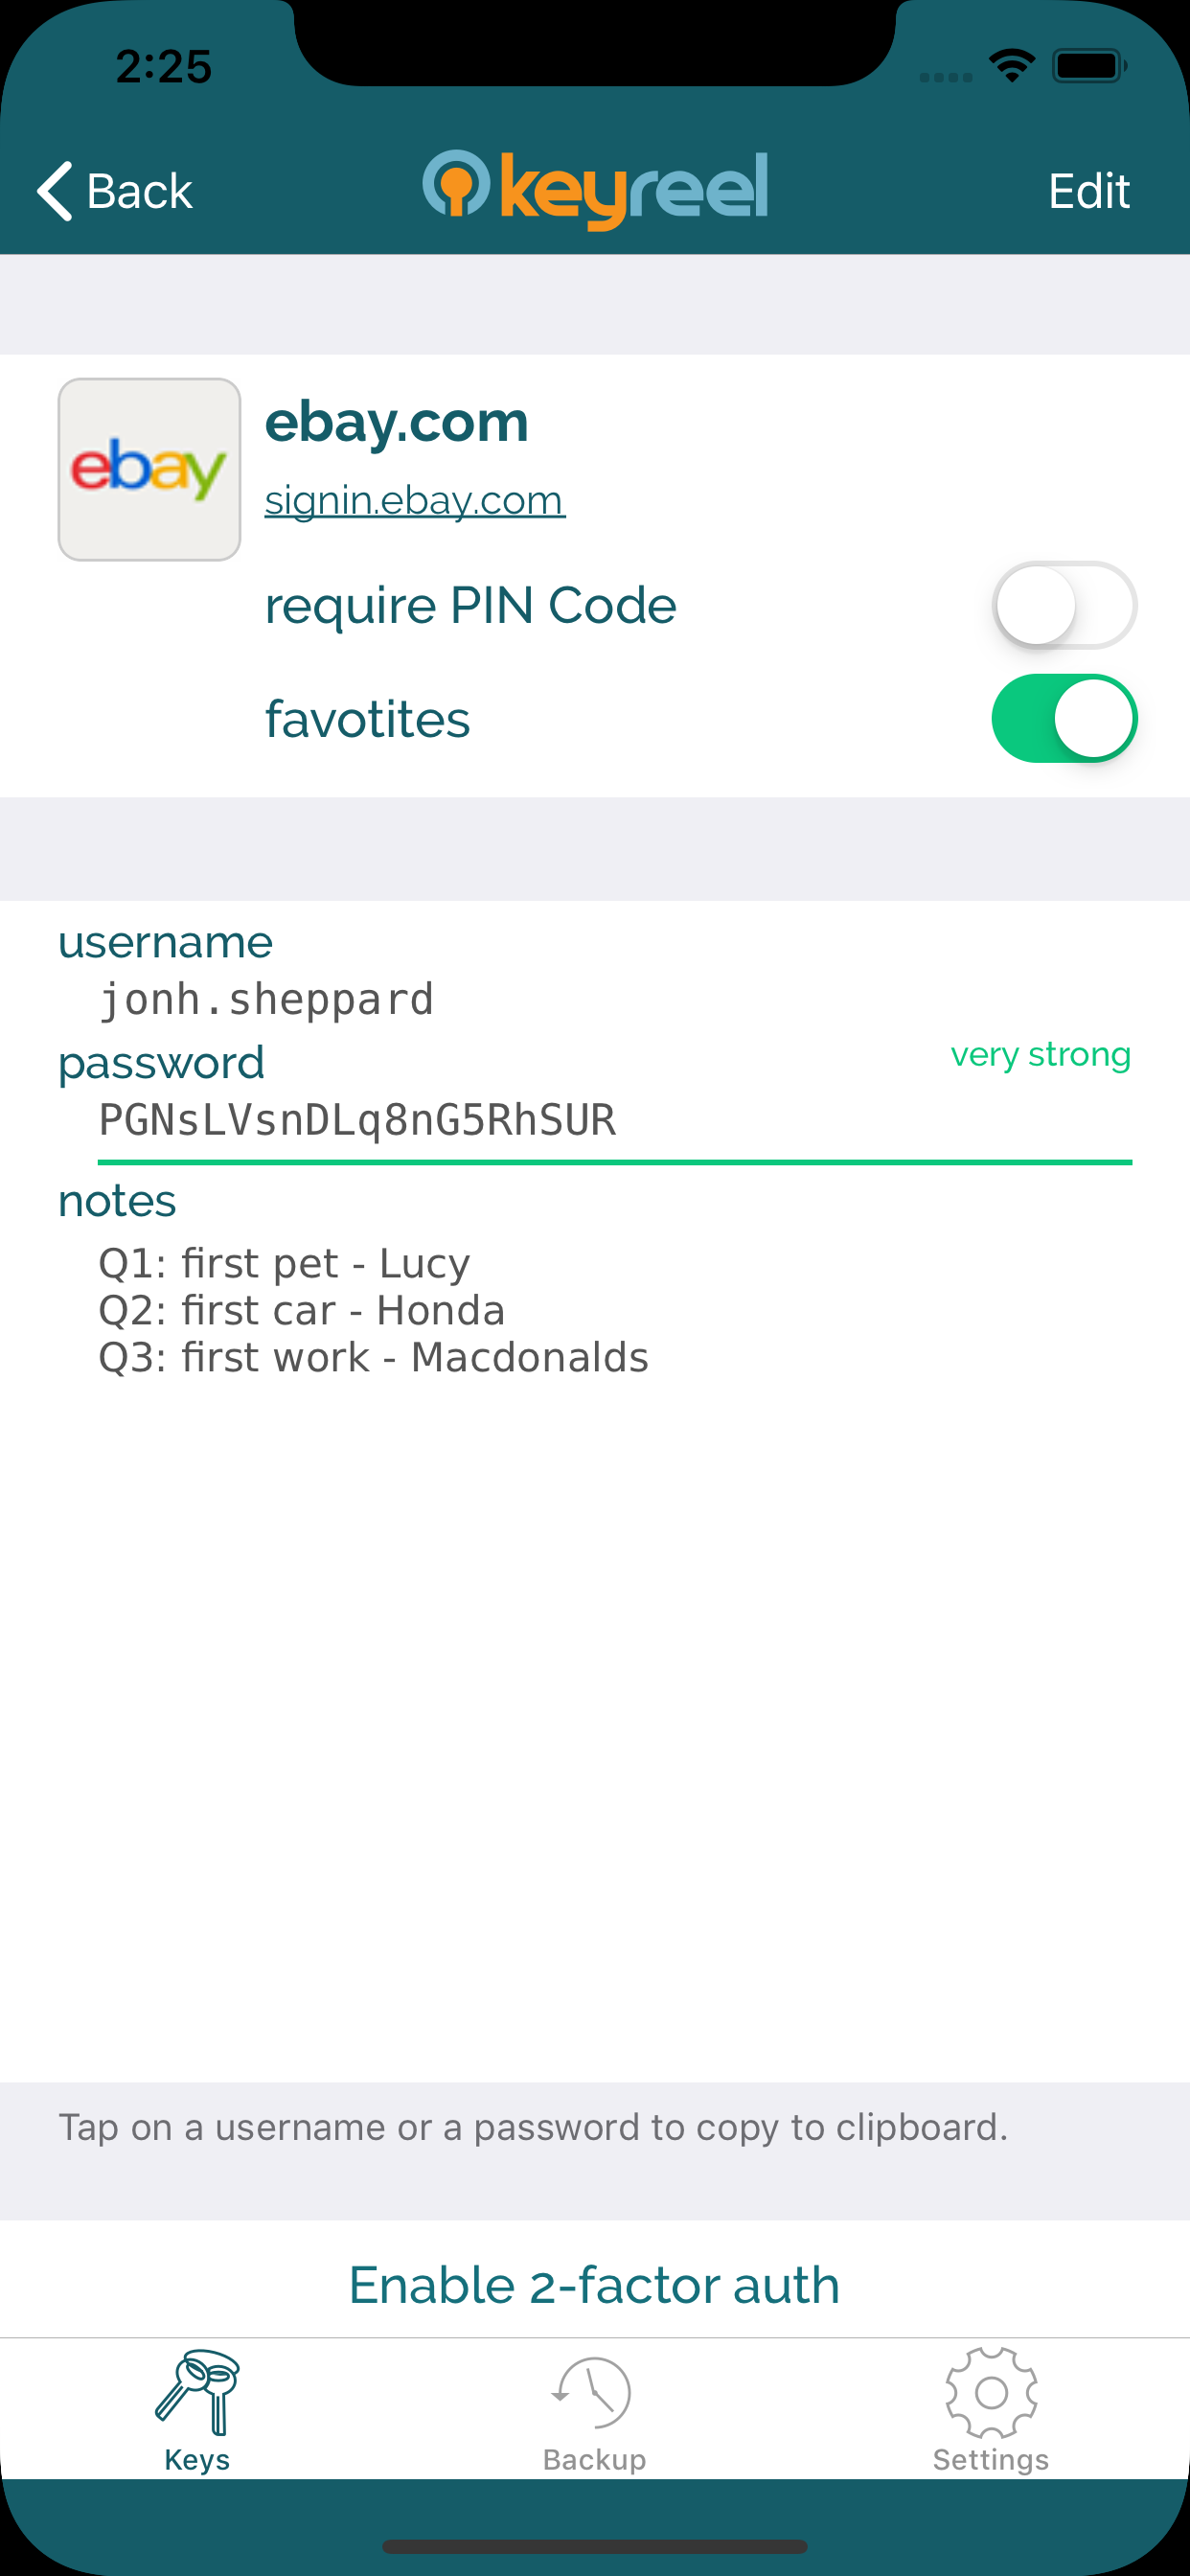 2:25
Back
keyreel
Edit
ebay
ebay.com
signin.ebay.com
require PIN Code
favotites
username
jonh.sheppard
password
very strong
PGNsLVsnDLq8nG5RhSUR
notes
Q1: first pet - Lucy
Q2: first car - Honda
Q3: first work - Macdonalds
Tap on a username or a password to copy to clipboard.
Enable 2-factor auth
Keys
Backup
Settings